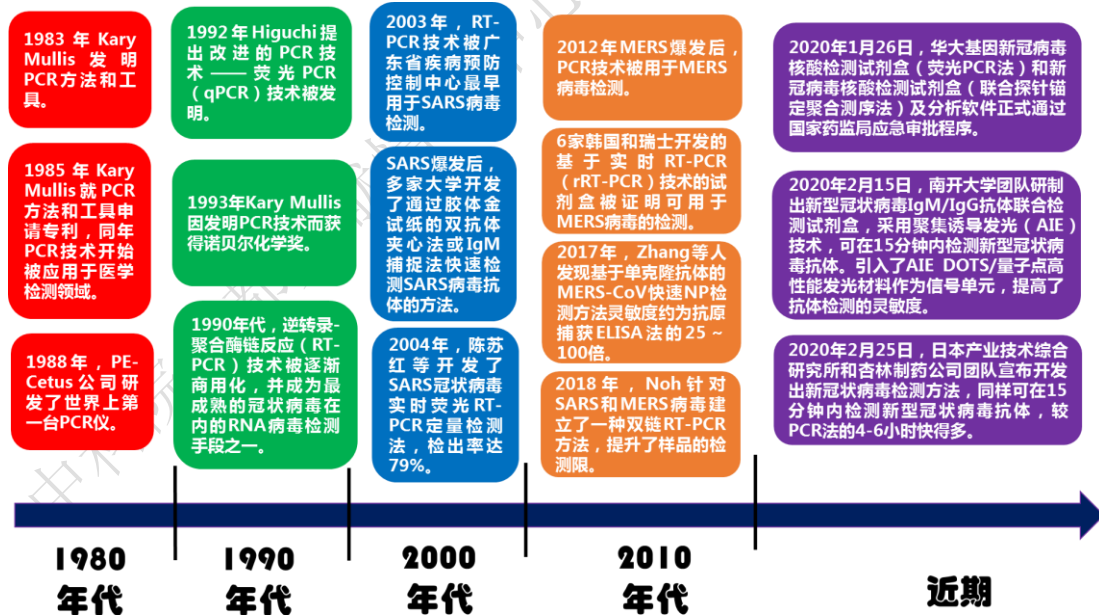 1983 年 Kary
Mullis 发 明
PCR方法和工
具。
1985 年 Kary
Mullis 就 PCR
方法和工具申
请专利，同年
PCR技术开始
被应用于医学
检测领域。
1988 年 ， PE-
Cetus 公 司 研
发了世界上第
一台PCR仪。
1992 年 Higuchi 提
出 改 进 的 PCR 技
术 —— 荧 光 PCR
（qPCR）技术被发
明。
1993年Kary Mullis
因发明PCR技术而获
得诺贝尔化学奖。
1990年代，逆转录-
聚合酶链反应（RT-
PCR）技术被逐渐
商用化，并成为最
成熟的冠状病毒在
内的RNA病毒检测
手段之一。
2003 年 ， RT-
PCR技术被广
东省疾病预防
控制中心最早
用于SARS病毒
检测。
SARS爆发后，
多家大学开发
了通过胶体金
试纸的双抗体
夹心法或IgM
捕捉法快速检
测SARS病毒抗
体的方法。
2004年，陈苏
红 等 开 发 了
SARS冠状病毒
实时荧光 RT-
PCR定量检测
法，检出率达
79%。
2012年MERS爆发后，
PCR技术被用于MERS
病毒检测。
6家韩国和瑞士开发的
基 于 实 时 RT-PCR
（rRT-PCR）技术的试
剂盒被证明可用于
MERS病毒的检测。
2017年，Zhang等人
发现基于单克隆抗体的
MERS-CoV快速NP检
测方法灵敏度约为抗原
捕获ELISA法的25～
100倍。
2018 年 ， Noh 针 对
SARS和MERS病毒建
立了一种双链RT-PCR
方法，提升了样品的检
测限。
2020年1月26日，华大基因新冠病毒
核酸检测试剂盒（荧光PCR法）和新
冠病毒核酸检测试剂盒（联合探针锚
定聚合测序法）及分析软件正式通过
国家药监局应急审批程序。
2020年2月15日，南开大学团队研制
出新型冠状病毒IgM/IgG抗体联合检
测试剂盒，采用聚集诱导发光（AIE）
技术，可在15分钟内检测新型冠状病
毒抗体。引入了AIE DOTS/量子点高
性能发光材料作为信号单元，提高了
抗体检测的灵敏度。
2020年2月25日，日本产业技术综合
研究所和杏林制药公司团队宣布开发
出新冠病毒检测方法，同样可在15
分钟内检测新型冠状病毒抗体，较
PCR法的4-6小时快得多。
1980
年代
1990
年代
2000
年代
2010
年代
近期